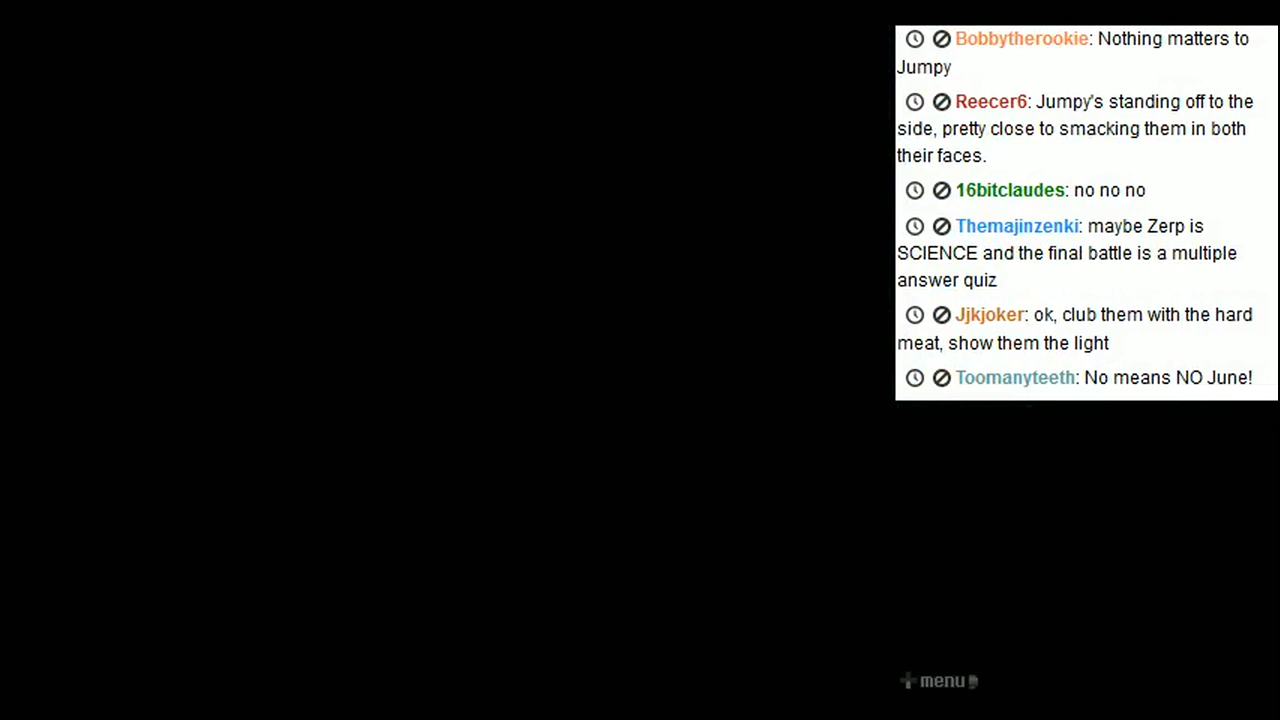 Bobbytherookie: Nothing matters to
Jumpy
Reecer6: Jumpy's standing off to the
side, pretty close to smacking them in both
their faces.
16bitclaudes: no no no
Themajinzenki: maybe Zerp is
SCIENCE and the final battle is a multiple
answer quiz
Jjkjoker: ok, club them with the hard
meat, show them the light
Toomanyteeth: No means NO June!
menu